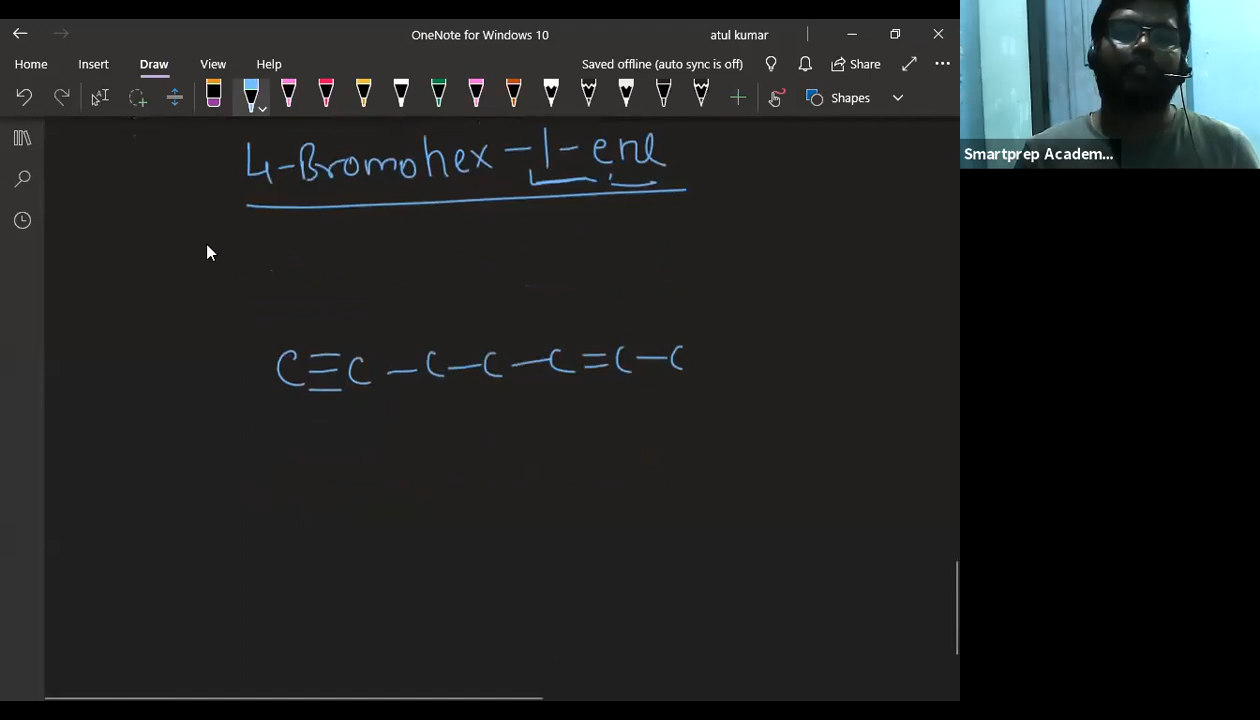 OneNote for Windows 10
atul kumar
Home
Insert
Draw
View
Help
Saved offline (auto sync is off)
Share
Shapes
Smartprep Academ...
4-Bromohex-1-ene
C≡C-C-C-C=C-C